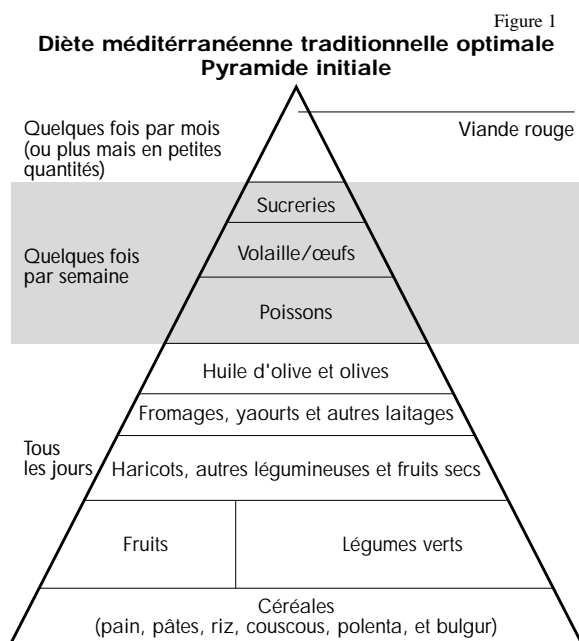 Figure 1
Diète méditérranéenne traditionnelle optimale
Pyramide initiale
Quelques fois par mois
(ou plus mais en petites
quantités)
Viande rouge
Sucreries
Quelques fois
par semaine
Volaille/œufs
Poissons
Huile d'olive et olives
Fromages, yaourts et autres laitages
Tous
les jours
Haricots, autres légumineuses et fruits secs
Fruits
Légumes verts
Céréales
(pain, pâtes, riz, couscous, polenta, et bulgur)